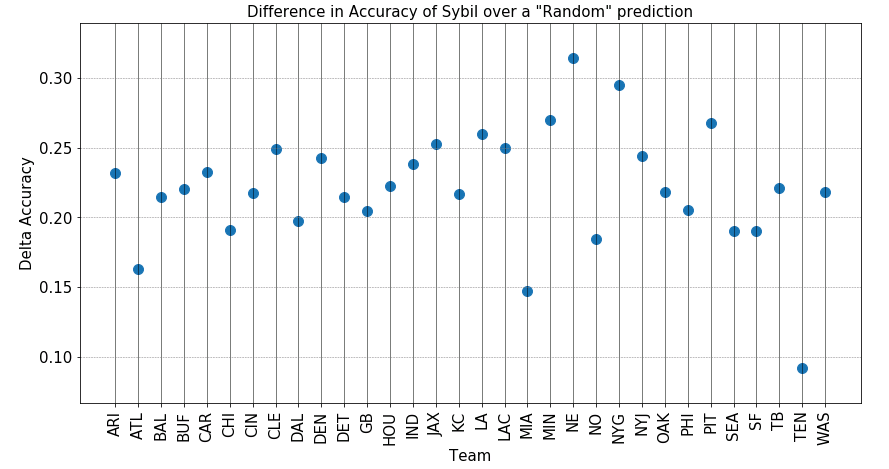 Difference in Accuracy of Sybil over a "Random" prediction
0.30
0.25
0.20
0.15
0.10
Delta Accuracy
ARI
ATL
BAL
BUF
CAR
CHI
CIN
CLE
DAL
DEN
DET
GB
HOU
IND
JAX
KC
LA
LAC
MIA
MIN
NE
NO
NYG
NYJ
OAK
PHI
PIT
SEA
SF
TB
TEN
WAS
Team